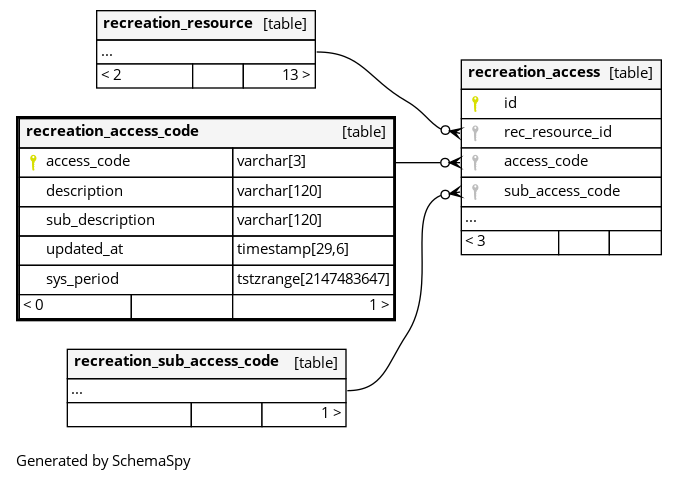 recreation_resource [table]
...
< 2 13 >
recreation_access [table]
id
rec_resource_id
access_code
sub_access_code
...
< 3
recreation_access_code [table]
access_code varchar[3]
description varchar[120]
sub_description varchar[120]
updated_at timestamp[29,6]
sys_period tstzrange[2147483647]
< 0 1 >
recreation_sub_access_code [table]
...
1 >
Generated by SchemaSpy